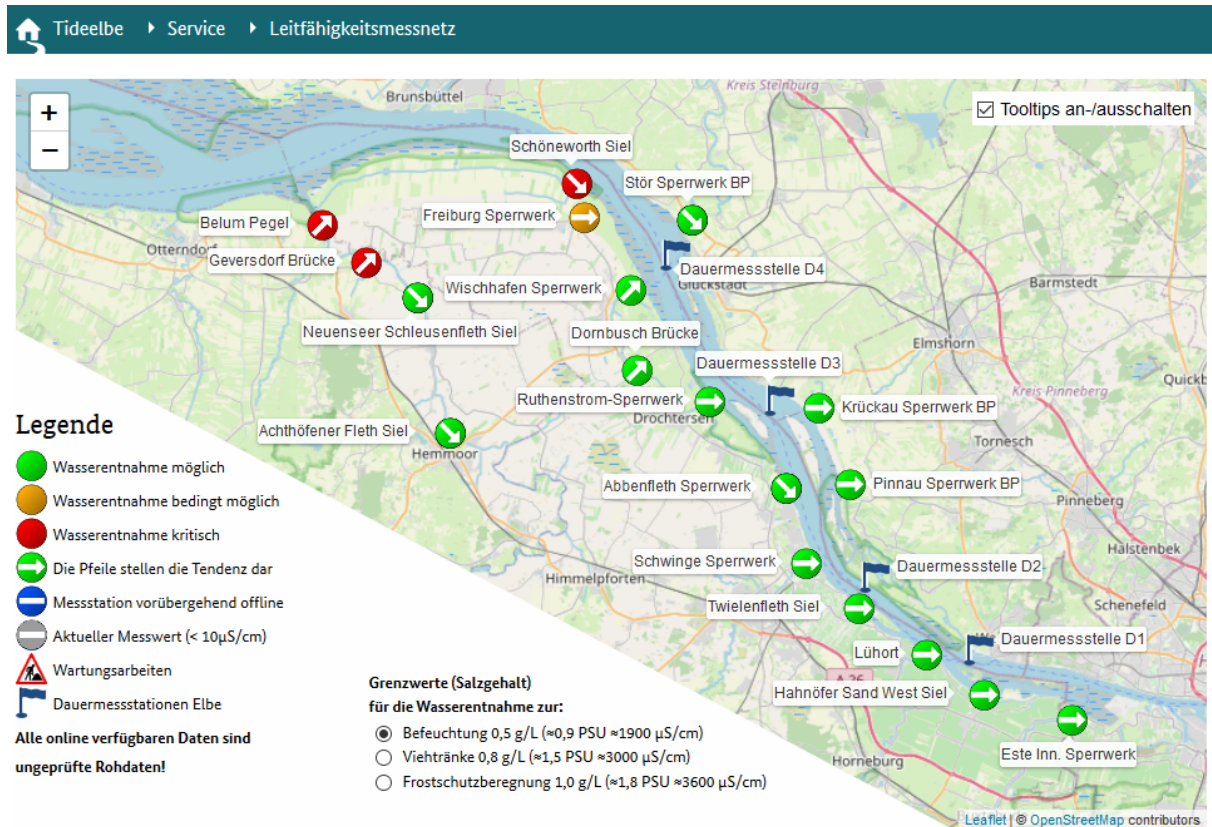 Tideelbe Service Leitfähigkeitsmessnetz
+
−
Tooltips an-/ausschalten
Kreis Steinburg
Brunsbüttel
Schöneworth Siel
Stör Sperrwerk BP
Freiburg Sperrwerk
Belum Pegel
Otterndorf
Geversdorf Brücke
Dauermessstelle D4
Glückstadt
Wischhafen Sperrwerk
Barmstedt
Neuenseer Schleusenfleth Siel
Dornbusch Brücke
Elmshorn
Dauermessstelle D3
Quickb
Kreis Pinneberg
Ruthenstrom-Sperrwerk
Krückau Sperrwerk BP
Drochtersen
Achthöfener Fleth Siel
Hemmoor
Tornesch
Abbenfleth Sperrwerk
Pinnau Sperrwerk BP
Pinneberg
Halstenbek
Schwinge Sperrwerk
Dauermessstelle D2
Himmelpforten
Twielenfleth Siel
Schenefeld
Dauermessstelle D1
Lühort
A 26
Hahnöfer Sand West Siel
Este Inn. Sperrwerk
Horneburg
Legende
Wasserentnahme möglich
Wasserentnahme bedingt möglich
Wasserentnahme kritisch
Die Pfeile stellen die Tendenz dar
Messstation vorübergehend offline
Aktueller Messwert (< 10µS/cm)
Wartungsarbeiten
Dauermessstationen Elbe
Alle online verfügbaren Daten sind
ungeprüfte Rohdaten!
Grenzwerte (Salzgehalt)
für die Wasserentnahme zur:
Befeuchtung 0,5 g/L (≈0,9 PSU ≈1900 µS/cm)
Viehtränke 0,8 g/L (≈1,5 PSU ≈3000 µS/cm)
Frostschutzberegnung 1,0 g/L (≈1,8 PSU ≈3600 µS/cm)
Leaflet | © OpenStreetMap contributors